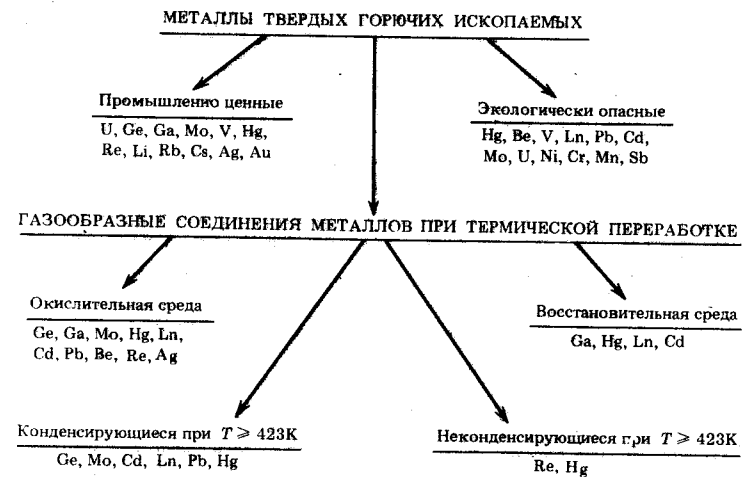 МЕТАЛЛЫ ТВЕРДЫХ ГОРЮЧИХ ИСКОПАЕМЫХ
Промышленно ценные
U, Ge, Ga, Mo, V, Hg,
Re, Li, Rb, Cs, Ag, Au
Экологически опасные
Hg, Be, V, Ln, Pb, Cd,
Mo, U, Ni, Cr, Mn, Sb
ГАЗООБРАЗНЫЕ СОЕДИНЕНИЯ МЕТАЛЛОВ ПРИ ТЕРМИЧЕСКОЙ ПЕРЕРАБОТКЕ
Окислительная среда
Ge, Ga, Mo, Hg, Ln,
Cd, Pb, Be, Re, Ag
Восстановительная среда
Ga, Hg, Ln, Cd
Конденсирующиеся при T ⩾ 423К
Ge, Mo, Cd, Ln, Pb, Hg
Неконденсирующиеся при T ⩾ 423К
Re, Hg